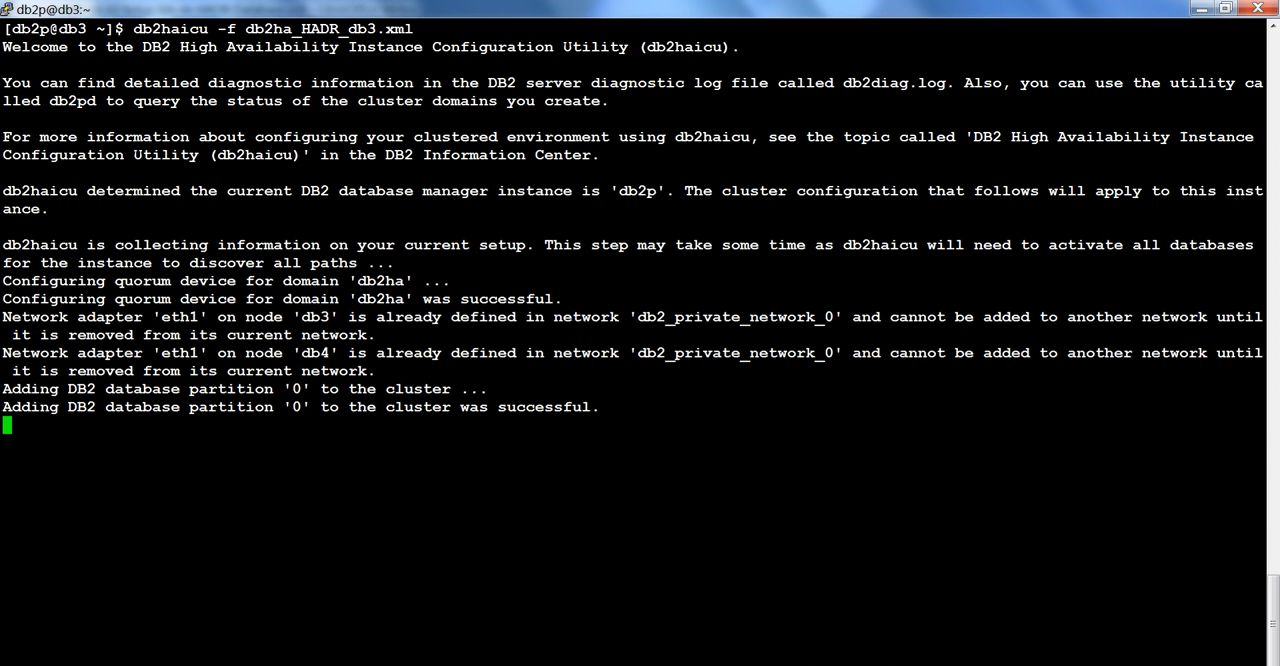 db2p@db3:~
[db2p@db3 ~]$ db2haicu -f db2ha_HADR_db3.xml
Welcome to the DB2 High Availability Instance Configuration Utility (db2haicu).
You can find detailed diagnostic information in the DB2 server diagnostic log file called db2diag.log. Also, you can use the utility ca
lled db2pd to query the status of the cluster domains you create.
For more information about configuring your clustered environment using db2haicu, see the topic called 'DB2 High Availability Instance
Configuration Utility (db2haicu)' in the DB2 Information Center.
db2haicu determined the current DB2 database manager instance is 'db2p'. The cluster configuration that follows will apply to this inst
ance.
db2haicu is collecting information on your current setup. This step may take some time as db2haicu will need to activate all databases
for the instance to discover all paths ...
Configuring quorum device for domain 'db2ha' ...
Configuring quorum device for domain 'db2ha' was successful.
Network adapter 'eth1' on node 'db3' is already defined in network 'db2_private_network_0' and cannot be added to another network until
it is removed from its current network.
Network adapter 'eth1' on node 'db4' is already defined in network 'db2_private_network_0' and cannot be added to another network until
it is removed from its current network.
Adding DB2 database partition '0' to the cluster ...
Adding DB2 database partition '0' to the cluster was successful.